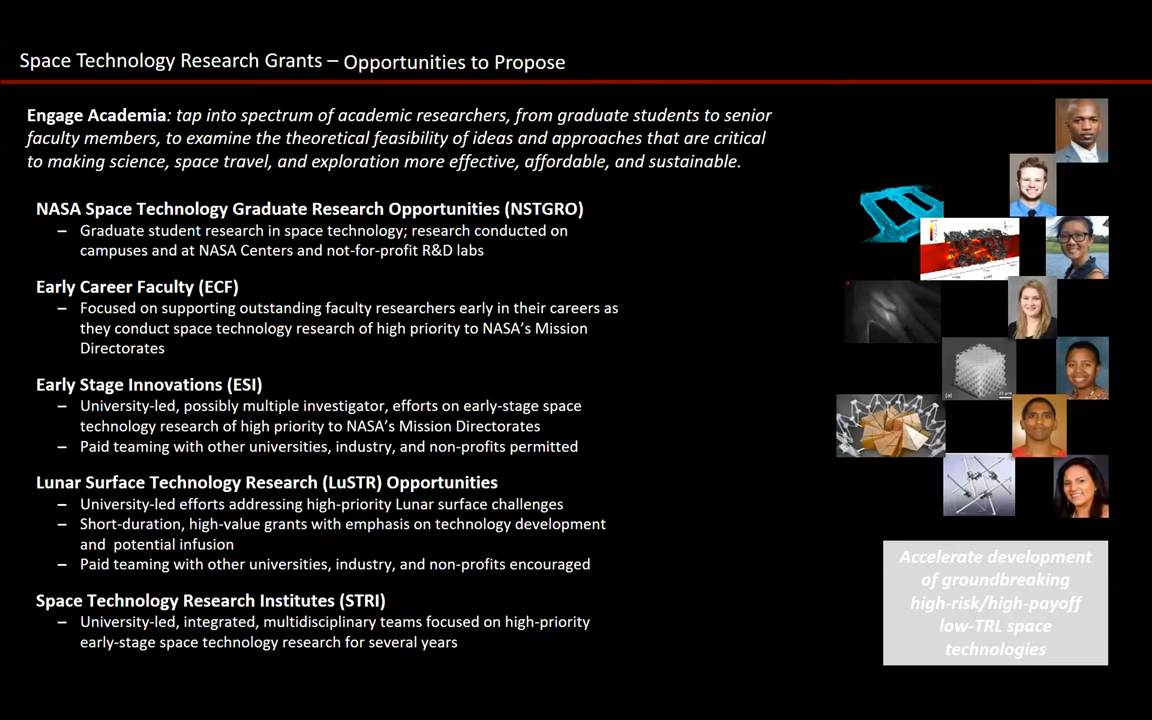 Space Technology Research Grants – Opportunities to Propose
Engage Academia: tap into spectrum of academic researchers, from graduate students to senior
faculty members, to examine the theoretical feasibility of ideas and approaches that are critical
to making science, space travel, and exploration more effective, affordable, and sustainable.
NASA Space Technology Graduate Research Opportunities (NSTGRO)
– Graduate student research in space technology; research conducted on
campuses and at NASA Centers and not-for-profit R&D labs
Early Career Faculty (ECF)
– Focused on supporting outstanding faculty researchers early in their careers as
they conduct space technology research of high priority to NASA's Mission
Directorates
Early Stage Innovations (ESI)
– University-led, possibly multiple investigator, efforts on early-stage space
technology research of high priority to NASA's Mission Directorates
– Paid teaming with other universities, industry, and non-profits permitted
Lunar Surface Technology Research (LuSTR) Opportunities
– University-led efforts addressing high-priority Lunar surface challenges
– Short-duration, high-value grants with emphasis on technology development
and potential infusion
– Paid teaming with other universities, industry, and non-profits encouraged
Space Technology Research Institutes (STRI)
– University-led, integrated, multidisciplinary teams focused on high-priority
early-stage space technology research for several years
Accelerate development
of groundbreaking
high-risk/high-payoff
low-TRL space
technologies